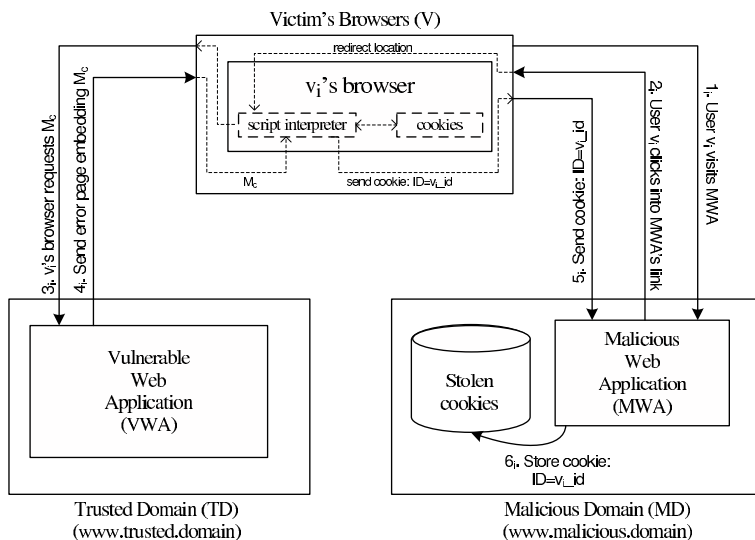 Victim's Browsers (V)
redirect location
vi's browser
script interpreter
cookies
Mc
send cookie: ID=vi_id
3i. vi's browser requests Mc
4i. Send error page embedding Mc
5i. Send cookie: ID=vi_id
2i. User vi clicks into MWA's
link
1i. User vi visits MWA
Vulnerable
Web
Application
(VWA)
Stolen
cookies
Malicious
Web
Application
(MWA)
6i. Store cookie:
ID=vi_id
Trusted Domain (TD)
(www.trusted.domain)
Malicious Domain (MD)
(www.malicious.domain)